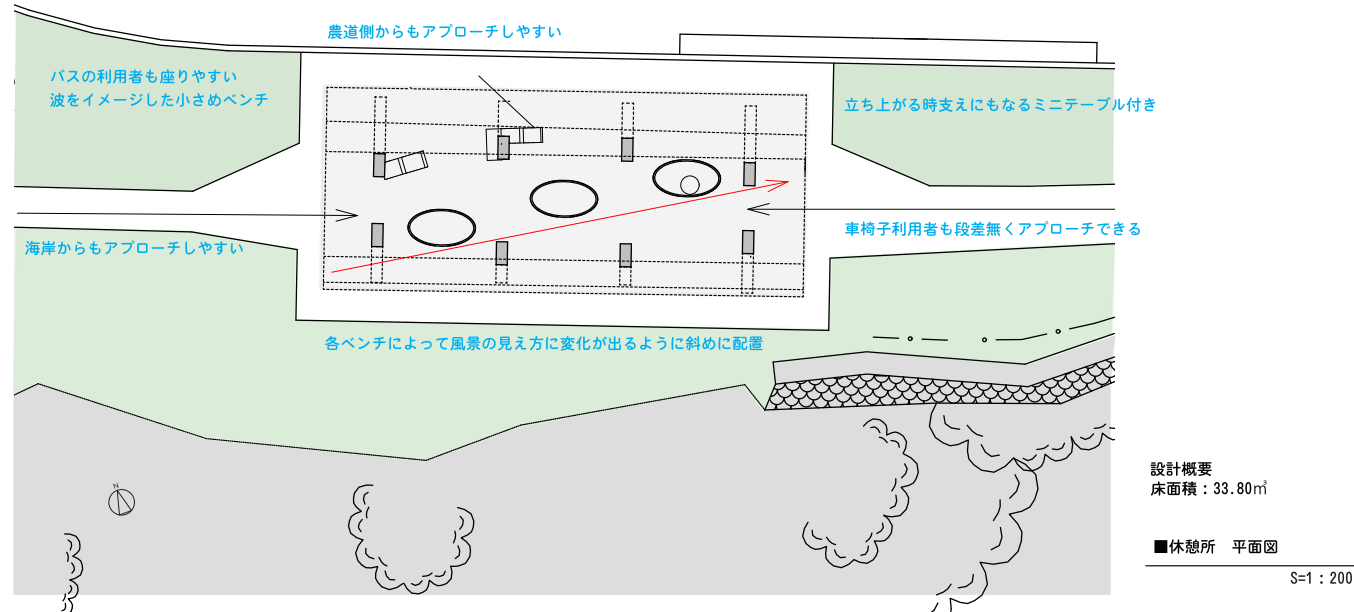 農道側からもアプローチしやすい
バスの利用者も座りやすい
波をイメージした小さめベンチ
立ち上がる時支えにもなるミニテーブル付き
車椅子利用者も段差無くアプローチできる
海岸からもアプローチしやすい
各ベンチによって風景の見え方に変化が出るように斜めに配置
N
設計概要
床面積：33.80㎡
■休憩所　平面図
S=1：200